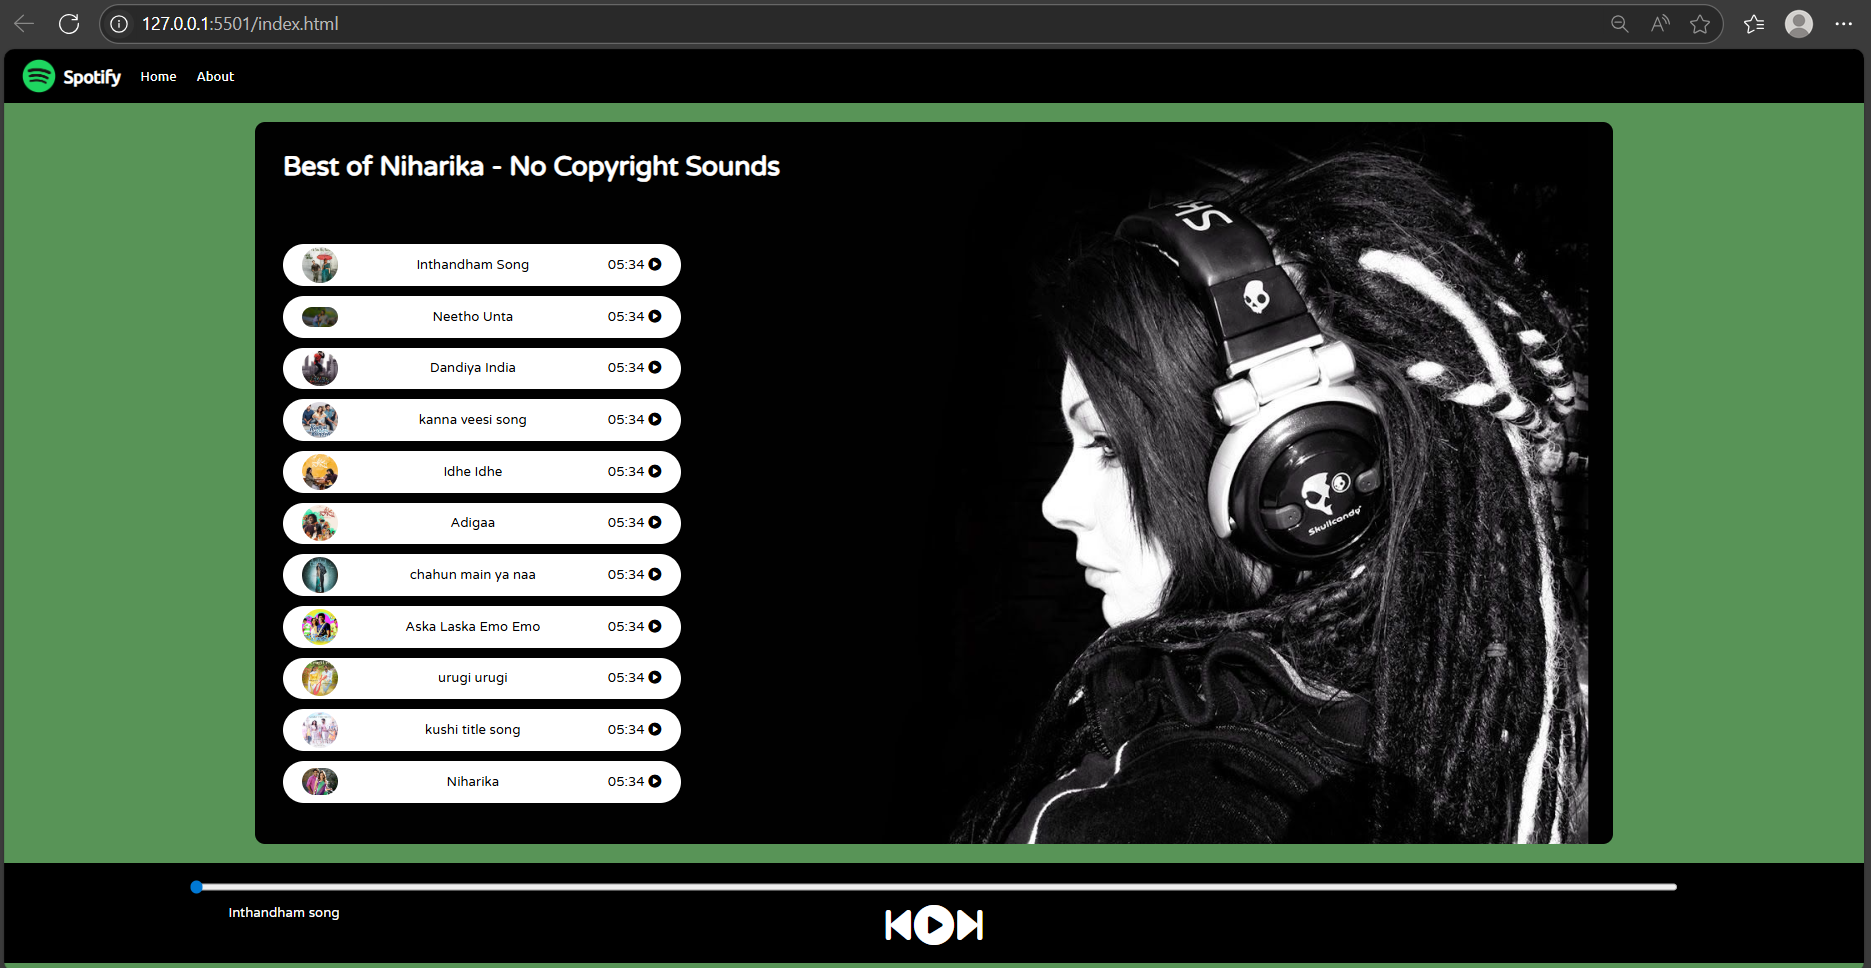 127.0.0.1:5501/index.html
Spotify Home About
Best of Niharika - No Copyright Sounds
Inthandham Song 05:34
Neetho Unta 05:34
Dandiya India 05:34
kanna veesi song 05:34
Idhe Idhe 05:34
Adigaa 05:34
chahun main ya naa 05:34
Aska Laska Emo Emo 05:34
urugi urugi 05:34
kushi title song 05:34
Niharika 05:34
Skullcandy
Inthandham song